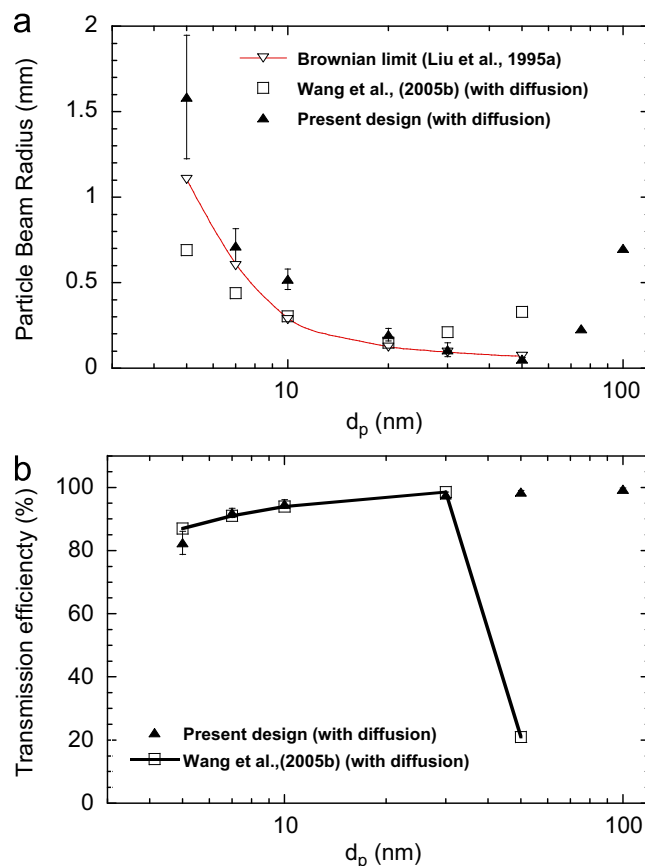 a
2
1.5
1
0.5
0
Particle Beam Radius (mm)
Brownian limit (Liu et al., 1995a)
Wang et al., (2005b) (with diffusion)
Present design (with diffusion)
10
100
dp (nm)
b
100
80
60
40
20
0
Transmission efficiencty (%)
Present design (with diffusion)
Wang et al.,(2005b) (with diffusion)
10
100
dp (nm)